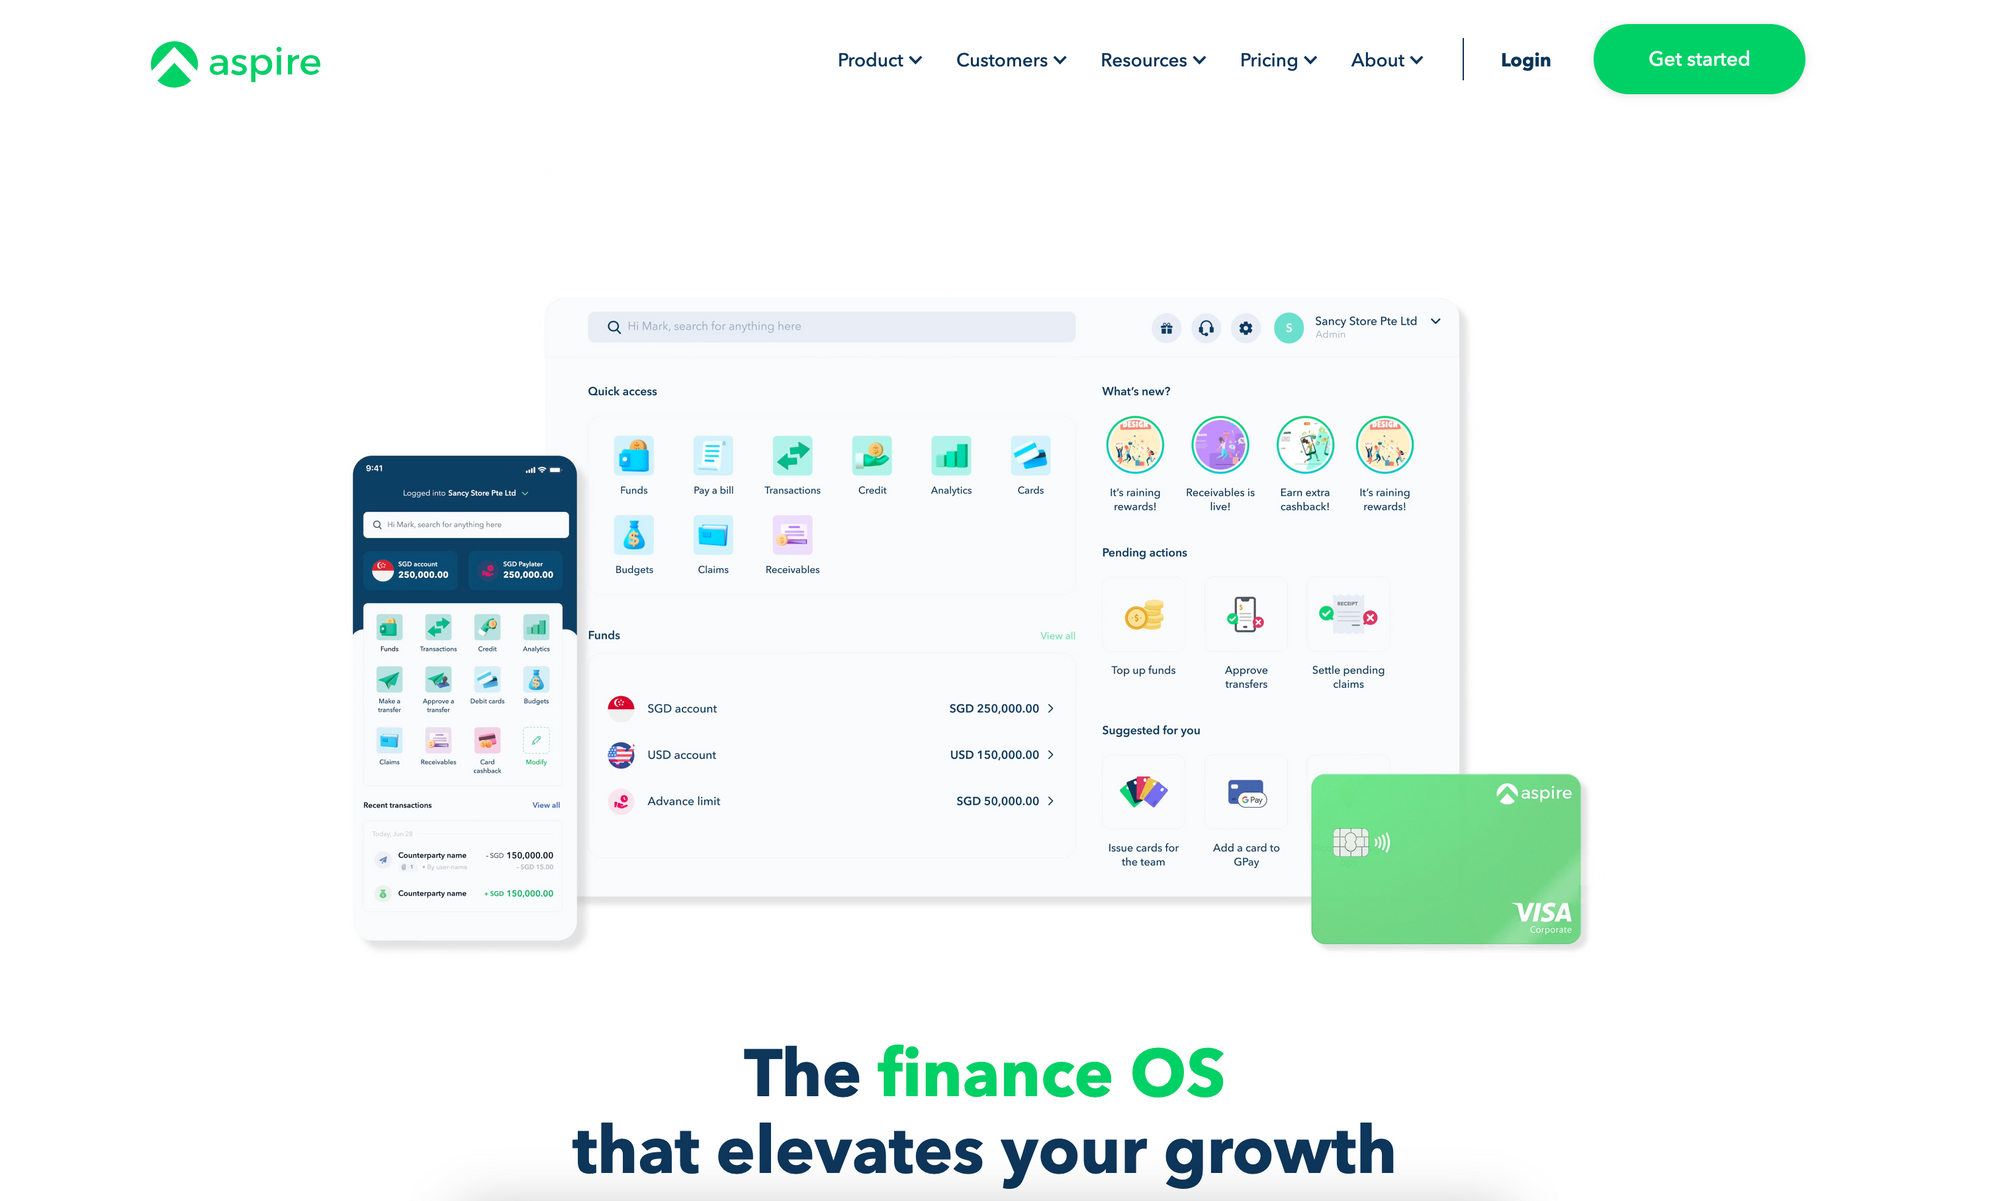 aspire
Product
Customers
Resources
Pricing
About
Login
Get started
Hi Mark, search for anything here
S
Sancy Store Pte Ltd
Admin
Quick access
Funds
Pay a bill
Transactions
Credit
Analytics
Cards
Budgets
Claims
Receivables
Funds
View all
SGD account
SGD 250,000.00
USD account
USD 150,000.00
Advance limit
SGD 50,000.00
What's new?
DESIGN
DESIGN
It's raining
rewards!
Receivables is
live!
Earn extra
cashback!
It's raining
rewards!
Pending actions
RECEIPT
Top up funds
Approve
transfers
Settle pending
claims
Suggested for you
G Pay
Issue cards for
the team
Add a card to
GPay
9:41
Logged into Sancy Store Pte Ltd
Hi Mark, search for anything here
SGD account
250,000.00
SGD Paylater
250,000.00
Funds
Transactions
Credit
Analytics
Make a
transfer
Approve a
transfer
Debit cards
Budgets
Claims
Receivables
Card
cashback
Modify
Recent transactions
View all
Today, Jun 28
Counterparty name
- SGD 150,000.00
1 • By user-name
- SGD 15.00
Counterparty name
+ SGD 150,000.00
aspire
VISA
Corporate
The finance OS
that elevates your growth